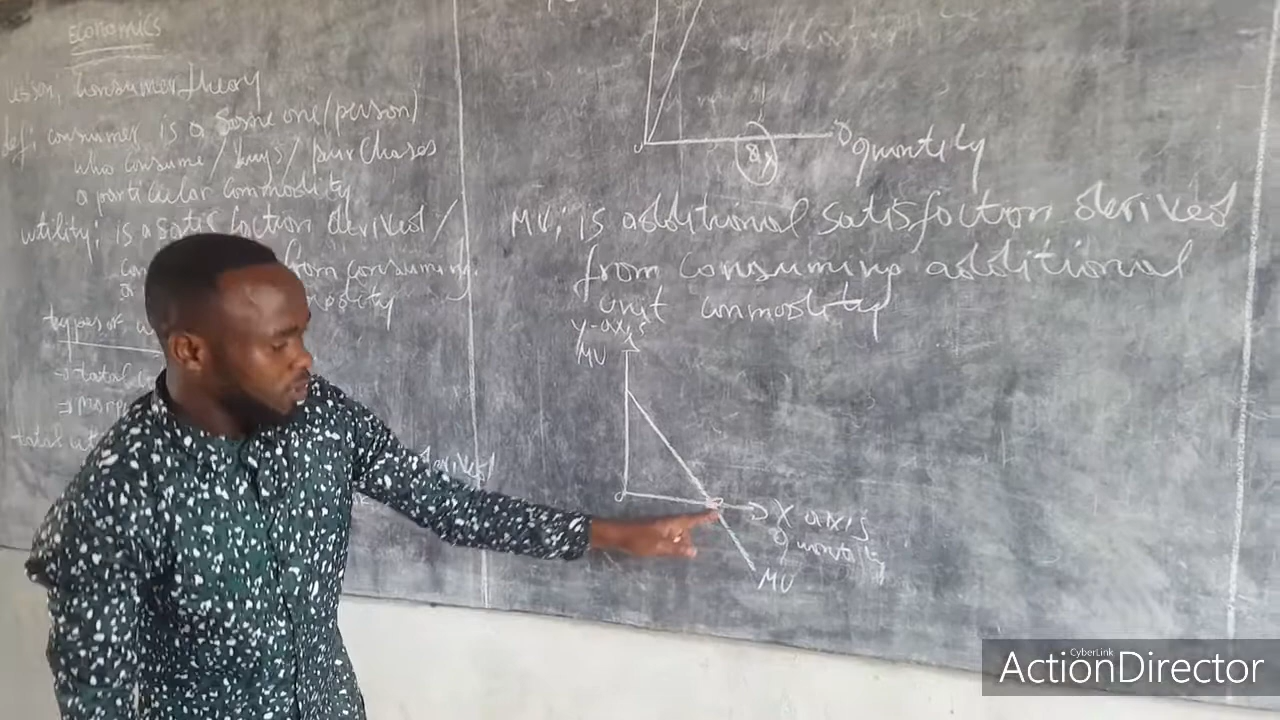 ECONOMICS
Lesson; Consumer theory
def; consumer is a some one/person)
who consume/buys/purchases
a particular commodity
utility; is a satisfaction derived/
from consuming
types of
total
total
derived
quantity
MU; is additional satisfaction derived
from consuming additional
unit commodity
y-axis
MU
X axis
quantity
MU
CyberLink
ActionDirector